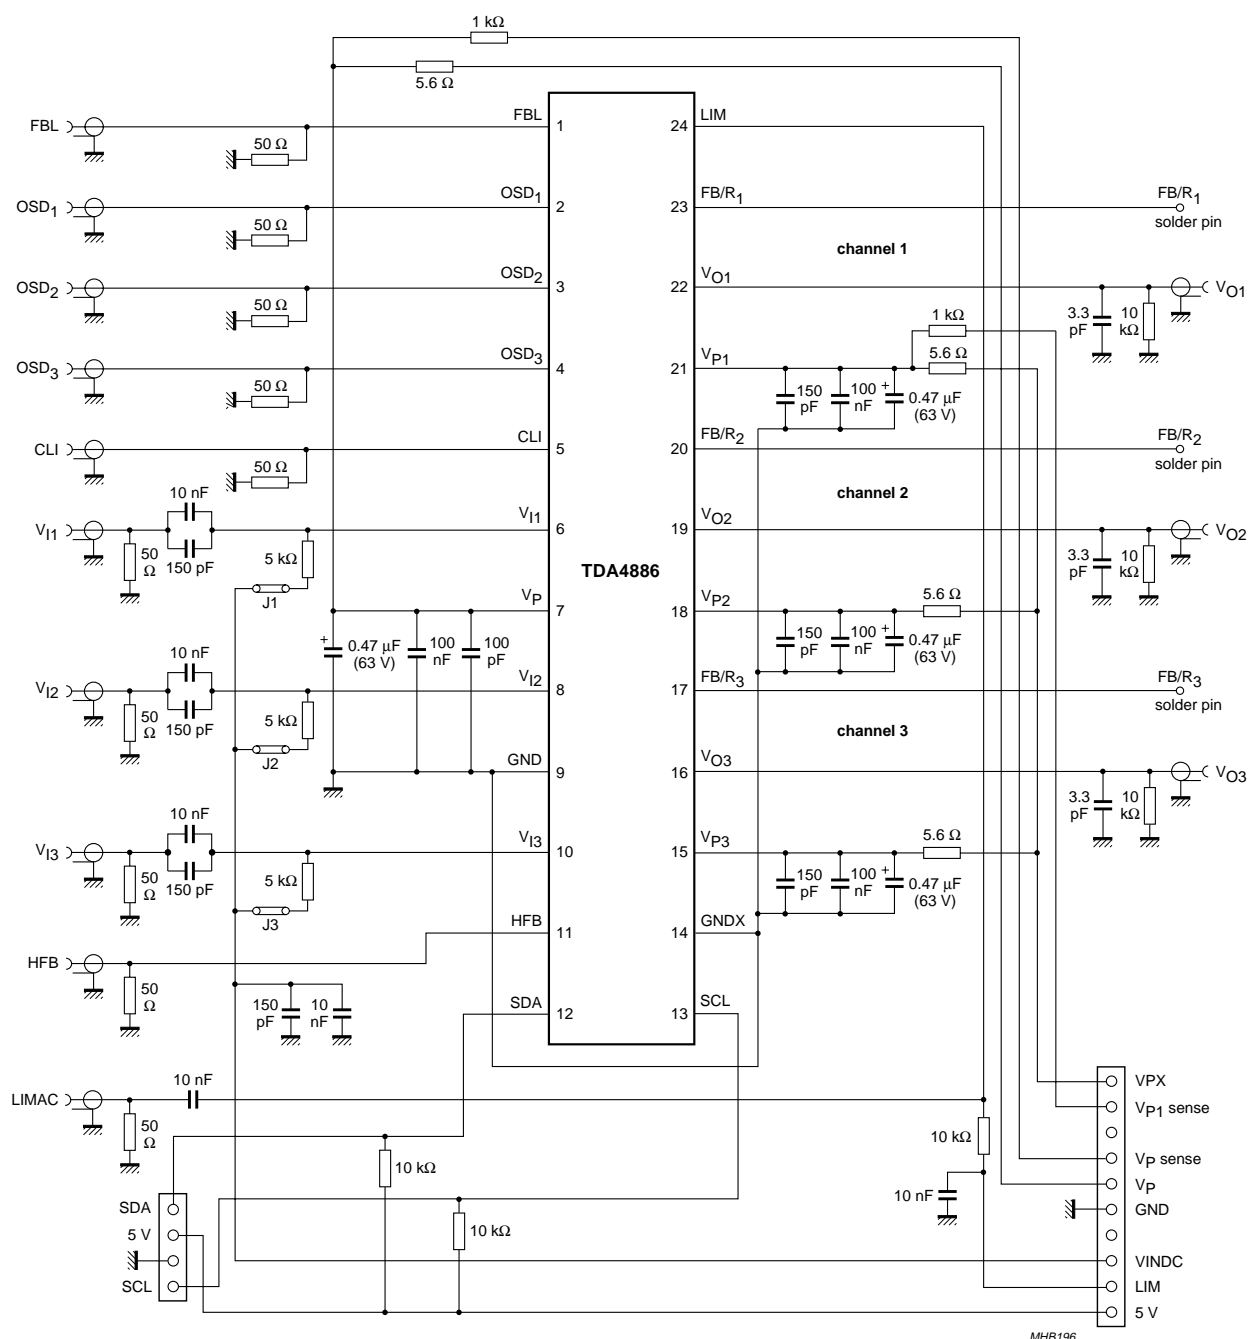 1 kΩ
5.6 Ω
FBL
50 Ω
FBL
1
24
LIM
OSD1
50 Ω
OSD1
2
23
FB/R1
FB/R1
solder pin
channel 1
OSD2
50 Ω
OSD2
3
22
VO1
3.3 pF
10 kΩ
VO1
1 kΩ
OSD3
50 Ω
OSD3
4
21
VP1
5.6 Ω
150 pF
100 nF
+
0.47 μF
(63 V)
CLI
50 Ω
CLI
5
20
FB/R2
FB/R2
solder pin
channel 2
10 nF
VI1
50 Ω
150 pF
5 kΩ
J1
VI1
6
19
VO2
3.3 pF
10 kΩ
VO2
TDA4886
VP
7
18
VP2
5.6 Ω
+
0.47 μF
(63 V)
100 nF
100 pF
150 pF
100 nF
+
0.47 μF
(63 V)
10 nF
VI2
50 Ω
150 pF
5 kΩ
J2
VI2
8
17
FB/R3
FB/R3
solder pin
channel 3
GND
9
16
VO3
3.3 pF
10 kΩ
VO3
10 nF
VI3
50 Ω
150 pF
5 kΩ
J3
VI3
10
15
VP3
5.6 Ω
150 pF
100 nF
+
0.47 μF
(63 V)
HFB
50 Ω
HFB
11
14
GNDX
150 pF
10 nF
SDA
12
13
SCL
LIMAC
50 Ω
10 nF
10 kΩ
10 kΩ
10 kΩ
10 nF
SDA
5 V
SCL
VPX
VP1 sense
VP sense
VP
GND
VINDC
LIM
5 V
MHB196